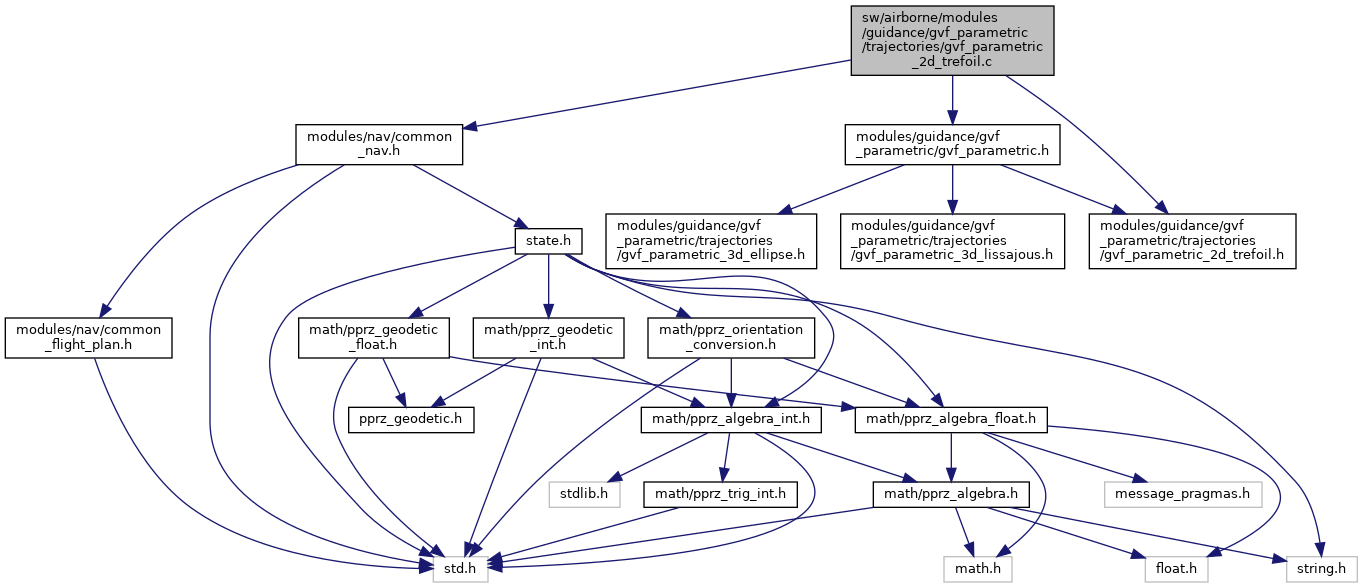 sw/airborne/modules
/guidance/gvf_parametric
/trajectories/gvf_parametric
_2d_trefoil.c
modules/nav/common
_nav.h
modules/guidance/gvf
_parametric/gvf_parametric.h
modules/guidance/gvf
_parametric/trajectories
/gvf_parametric_3d_ellipse.h
modules/guidance/gvf
_parametric/trajectories
/gvf_parametric_3d_lissajous.h
modules/guidance/gvf
_parametric/trajectories
/gvf_parametric_2d_trefoil.h
state.h
modules/nav/common
_flight_plan.h
math/pprz_geodetic
_float.h
math/pprz_geodetic
_int.h
math/pprz_orientation
_conversion.h
pprz_geodetic.h
math/pprz_algebra_int.h
math/pprz_algebra_float.h
stdlib.h
math/pprz_trig_int.h
math/pprz_algebra.h
message_pragmas.h
std.h
math.h
float.h
string.h